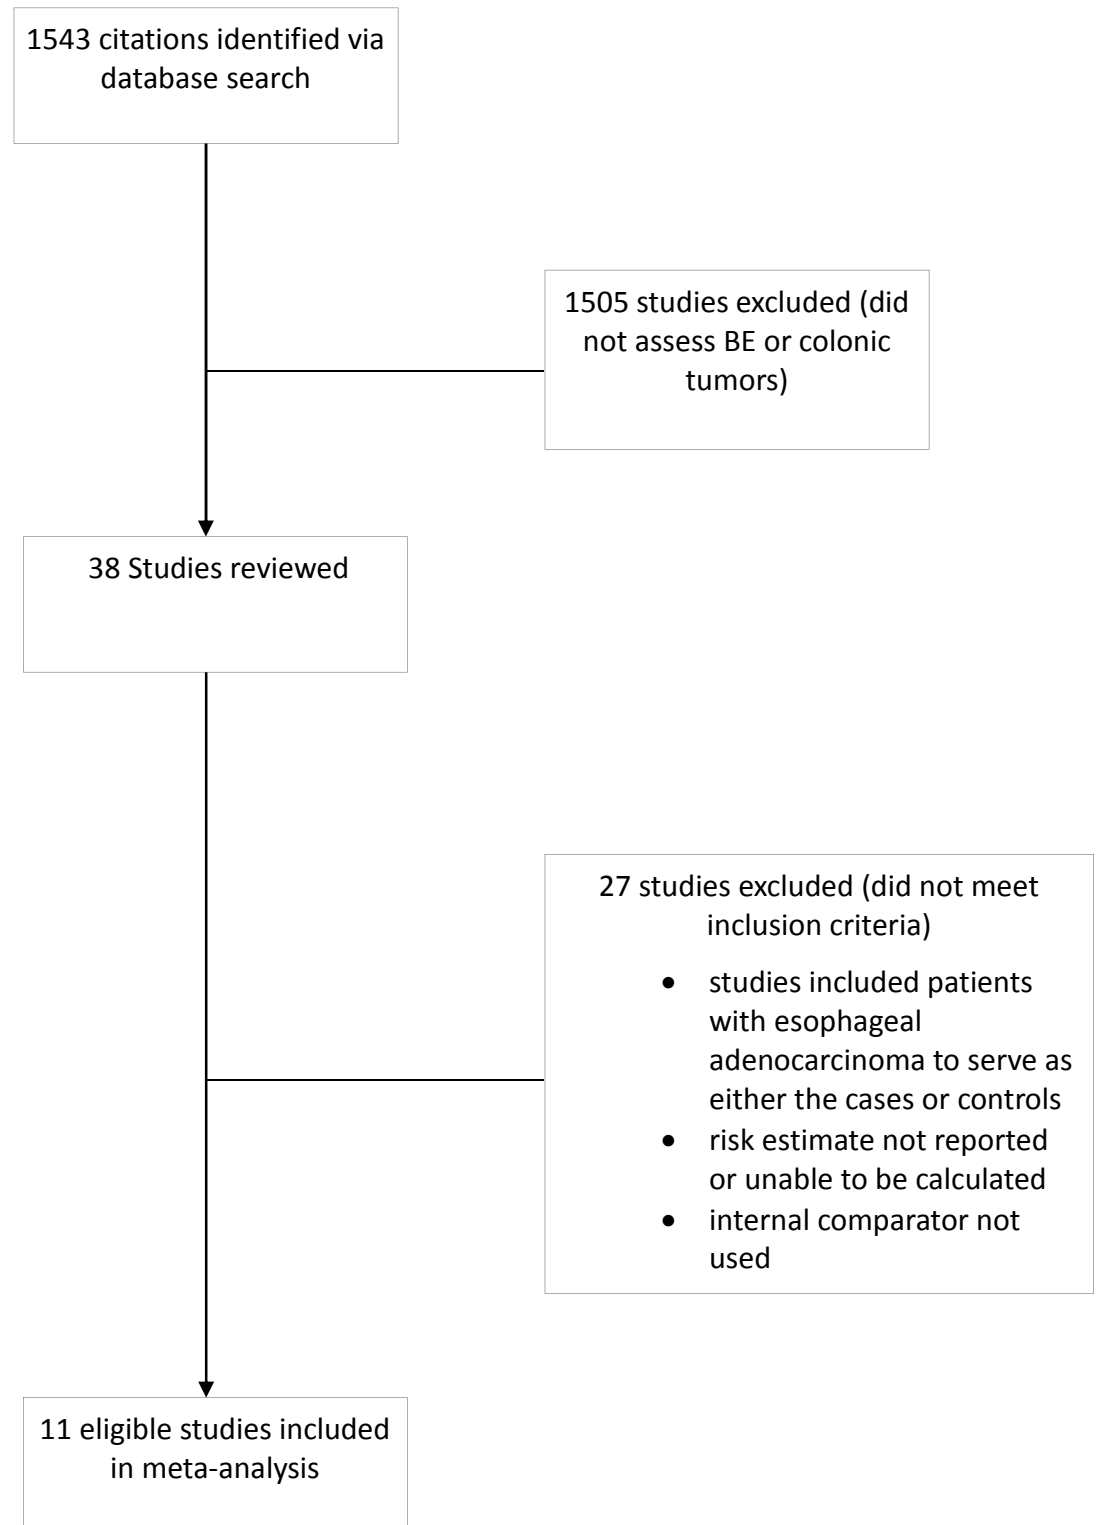 1543 citations identified via
database search
1505 studies excluded (did
not assess BE or colonic
tumors)
38 Studies reviewed
27 studies excluded (did not meet
inclusion criteria)
• studies included patients
with esophageal
adenocarcinoma to serve as
either the cases or controls
• risk estimate not reported
or unable to be calculated
• internal comparator not
used
11 eligible studies included
in meta-analysis